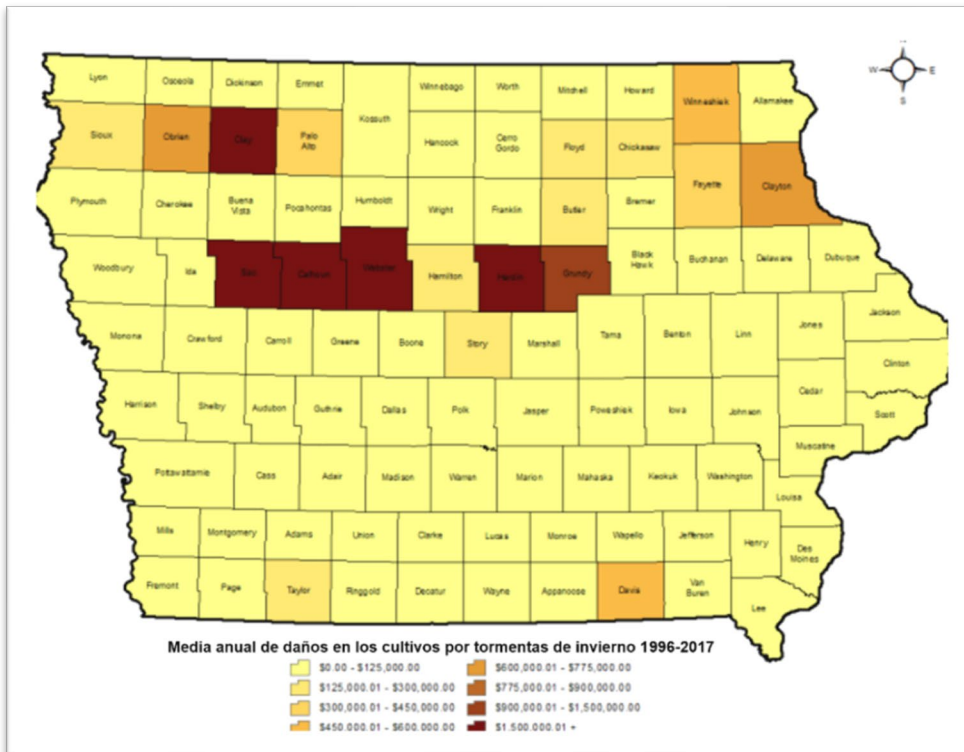 N
W E
S
Lyon Osceola Dickinson Emmet Winnebago Worth Mitchell Howard Winneshiek Allamakee
Kossuth
Sioux Obrien Clay Palo Alto Hancock Cerro Gordo Floyd Chickasaw
Fayette Clayton
Plymouth Cherokee Buena Vista Pocahontas Humboldt Wright Franklin Butler Bremer
Woodbury Ida Sac Calhoun Webster Hamilton Hardin Grundy Black Hawk Buchanan Delaware Dubuque
Jackson
Monona Crawford Carroll Greene Boone Story Marshall Tama Benton Linn Jones
Clinton
Cedar
Harrison Shelby Audubon Guthrie Dallas Polk Jasper Poweshiek Iowa Johnson Scott
Muscatine
Pottawattamie Cass Adair Madison Warren Marion Mahaska Keokuk Washington
Louisa
Mills Montgomery Adams Union Clarke Lucas Monroe Wapello Jefferson Henry Des Moines
Fremont Page Taylor Ringgold Decatur Wayne Appanoose Davis Van Buren
Lee
Media anual de daños en los cultivos por tormentas de invierno 1996-2017
$0.00 - $125,000.00 $600,000.01 - $775,000.00
$125,000.01 - $300,000.00 $775,000.01 - $900,000.00
$300,000.01 - $450,000.00 $900,000.01 - $1,500,000.00
$450,000.01 - $600,000.00 $1,500,000.01 +